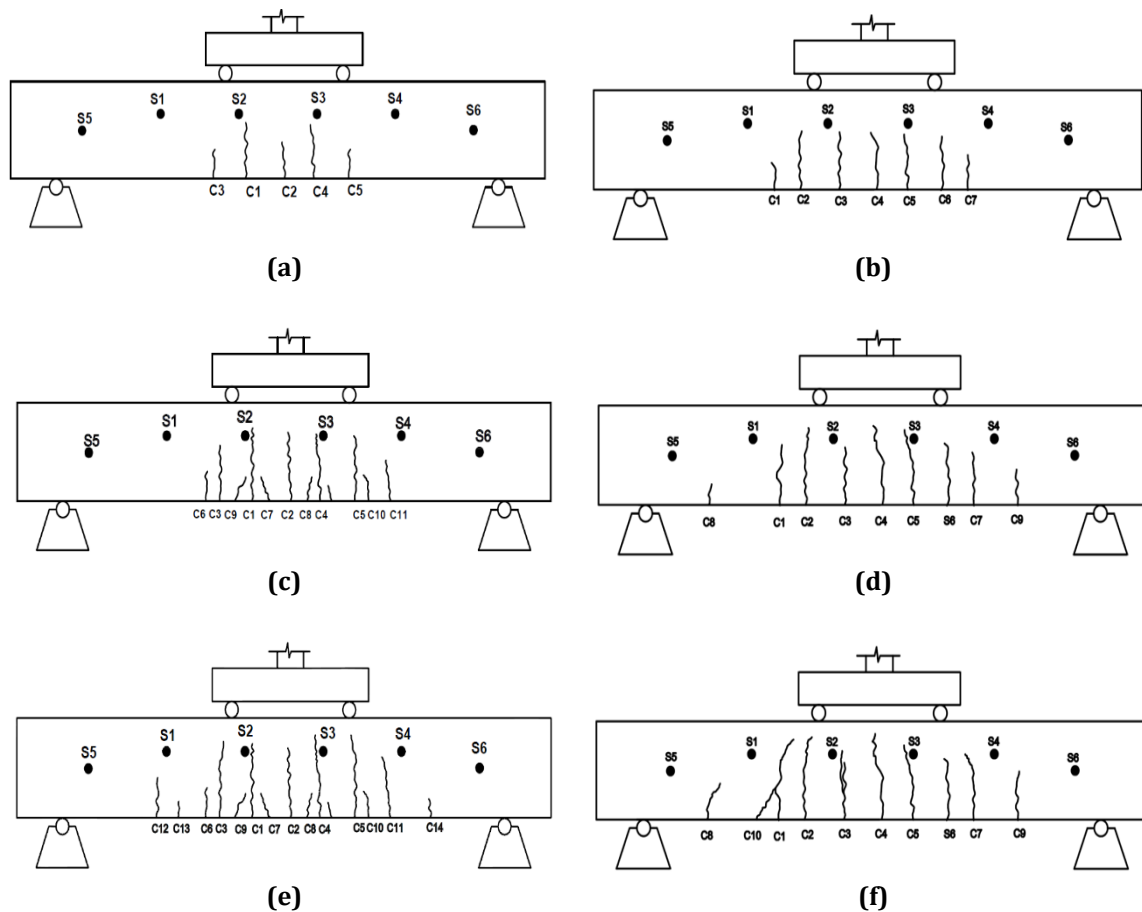 S1 S2 S3 S4
S5 S6
C3 C1 C2 C4 C5
(a)
S1 S2 S3 S4
S5 S6
C1 C2 C3 C4 C5 C6 C7
(b)
S1 S2 S3 S4
S5 S6
C6 C3 C9 C1 C7 C2 C8 C4 C5 C10 C11
(c)
S1 S2 S3 S4
S5 S6
C8 C1 C2 C3 C4 C5 S6 C7 C9
(d)
S1 S2 S3 S4
S5 S6
C12 C13 C6 C3 C9 C1 C7 C2 C8 C4 C5 C10 C11 C14
(e)
S1 S2 S3 S4
S5 S6
C8 C10 C1 C2 C3 C4 C5 S6 C7 C9
(f)